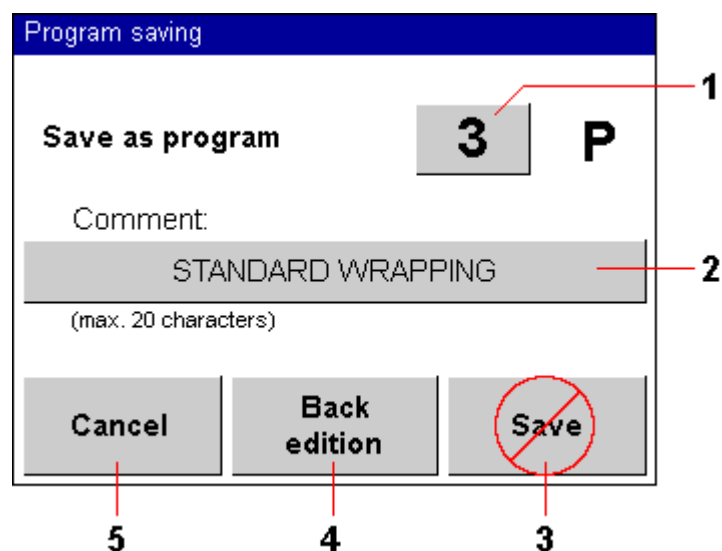 Program saving
1
Save as program 3 P
Comment:
STANDARD WRAPPING 2
(max. 20 characters)
Cancel Back edition Save
5 4 3